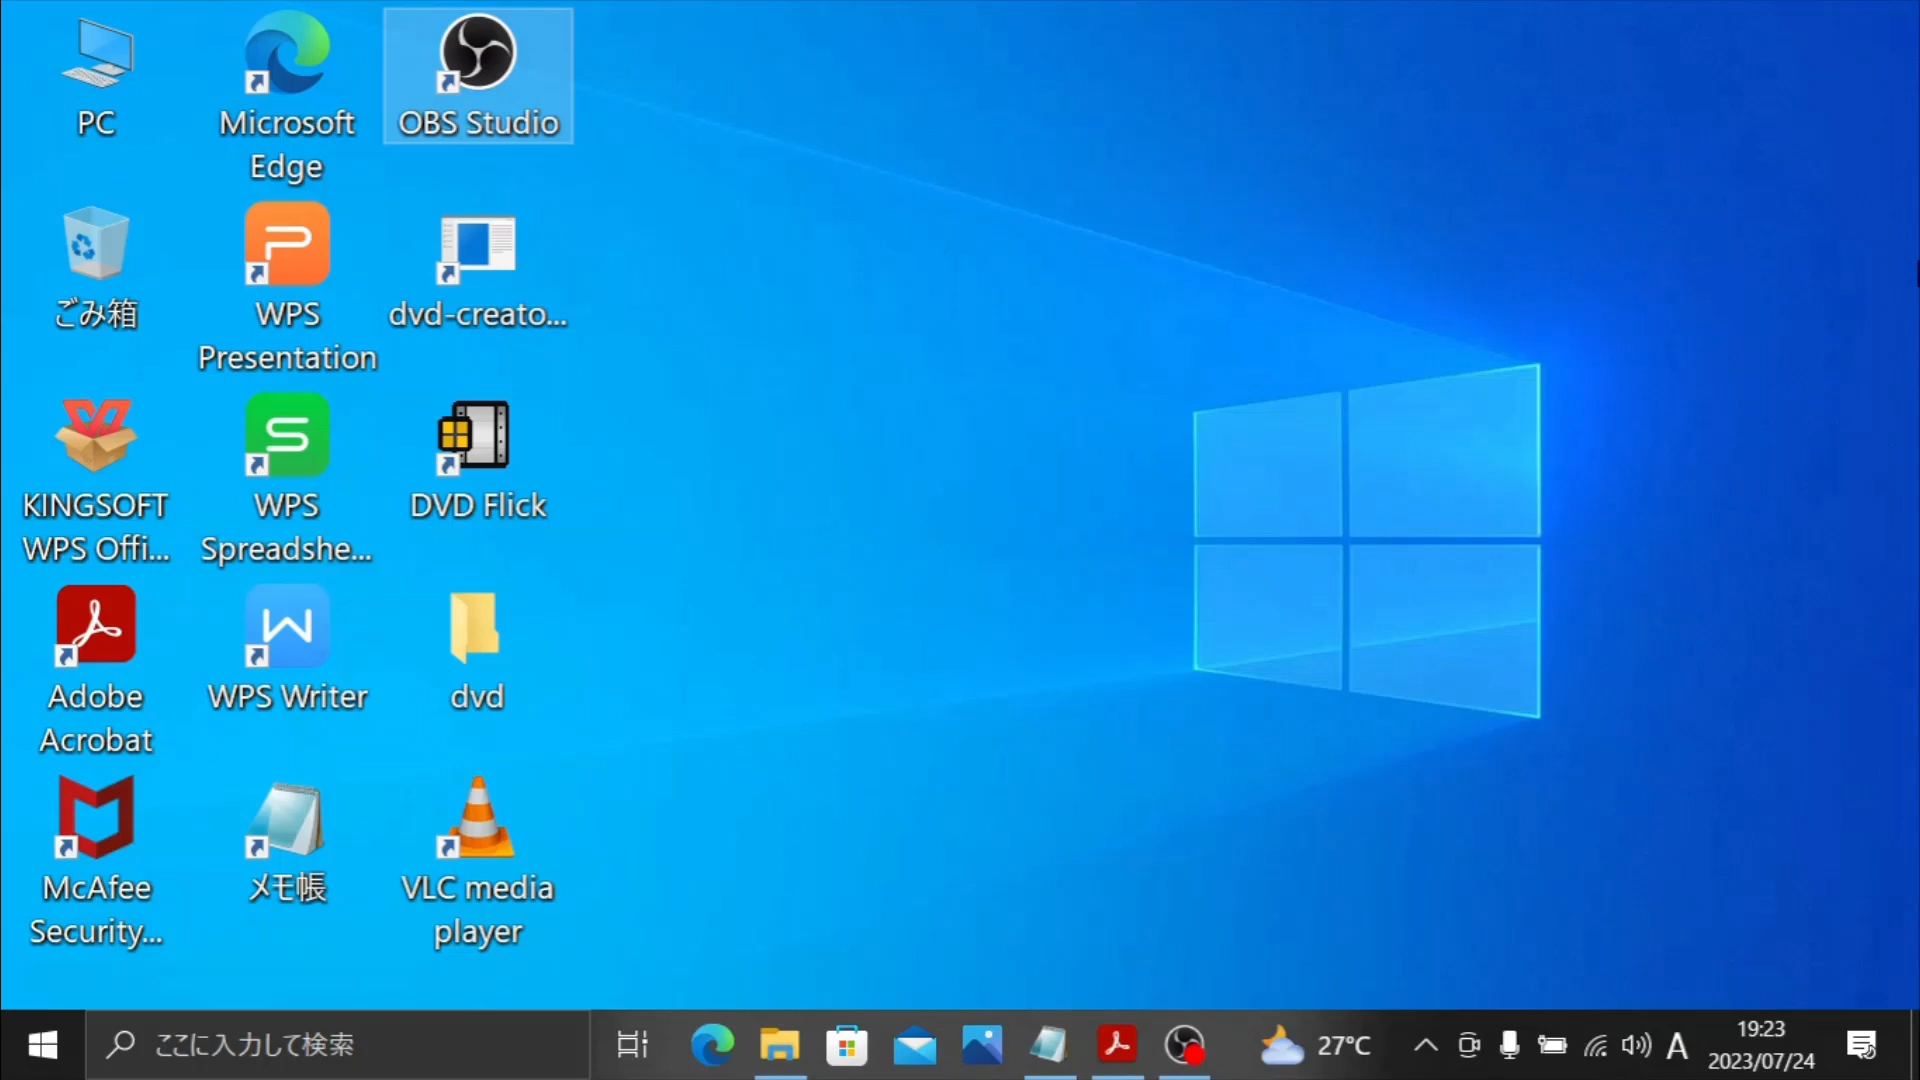 PC
Microsoft
Edge
OBS Studio
ごみ箱
WPS
Presentation
dvd-creato...
KINGSOFT
WPS Offi...
WPS
Spreadshe...
DVD Flick
Adobe
Acrobat
WPS Writer
dvd
McAfee
Security...
メモ帳
VLC media
player
ここに入力して検索
27°C
A
19:23
2023/07/24